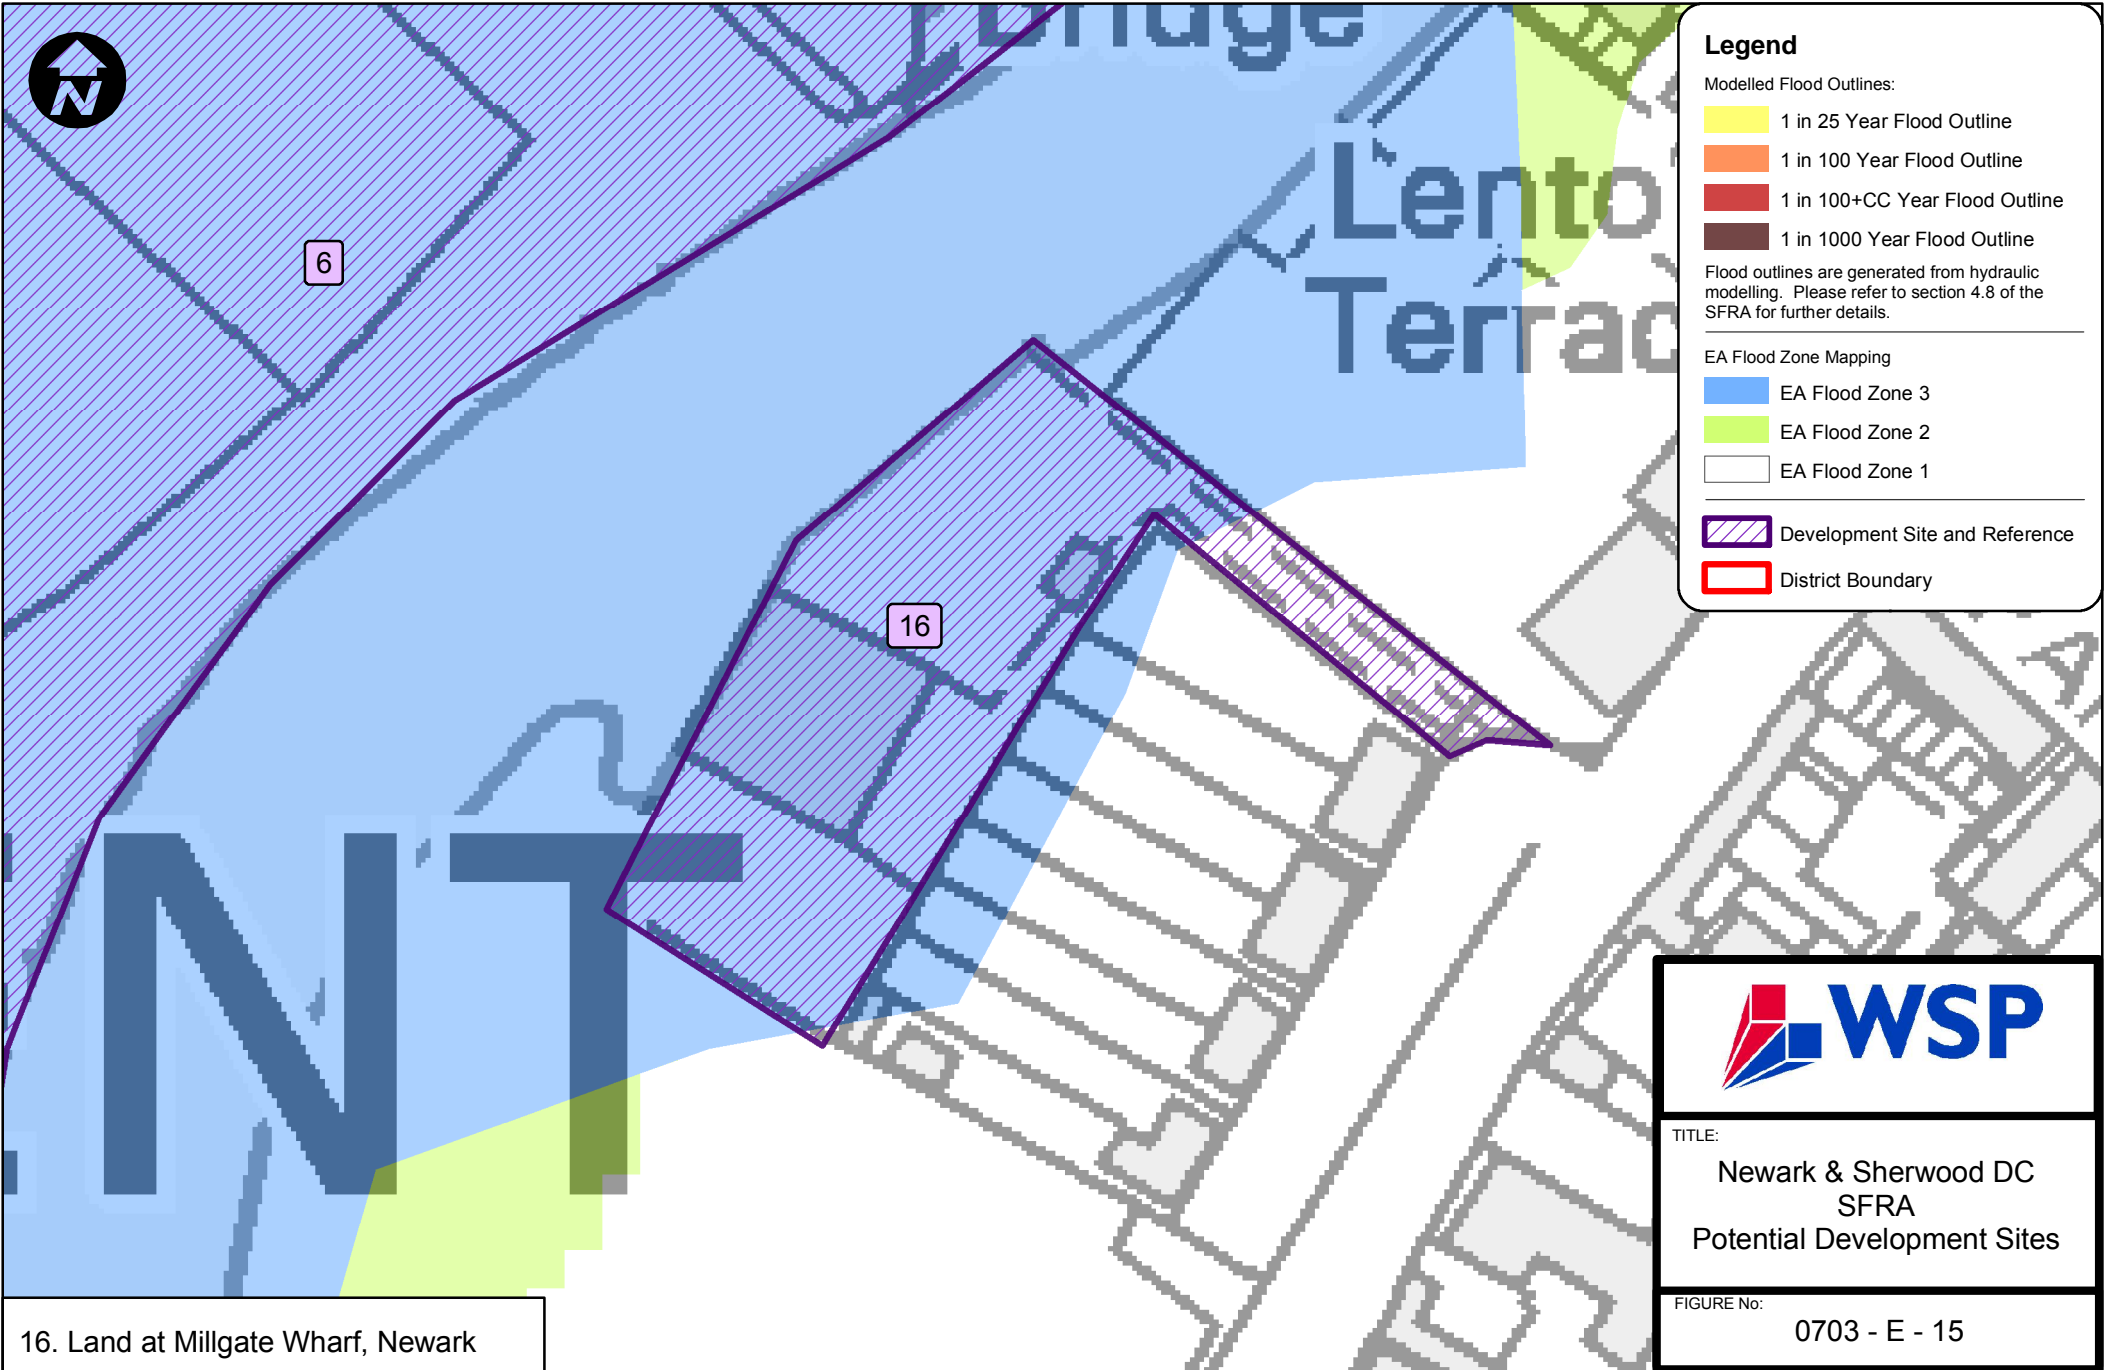 N
Bridge
Lento
Terrac
6
16
ENT
A
Legend
Modelled Flood Outlines:
1 in 25 Year Flood Outline
1 in 100 Year Flood Outline
1 in 100+CC Year Flood Outline
1 in 1000 Year Flood Outline
Flood outlines are generated from hydraulic
modelling. Please refer to section 4.8 of the
SFRA for further details.
EA Flood Zone Mapping
EA Flood Zone 3
EA Flood Zone 2
EA Flood Zone 1
Development Site and Reference
District Boundary
WSP
TITLE:
Newark & Sherwood DC
SFRA
Potential Development Sites
FIGURE No:
0703 - E - 15
16. Land at Millgate Wharf, Newark